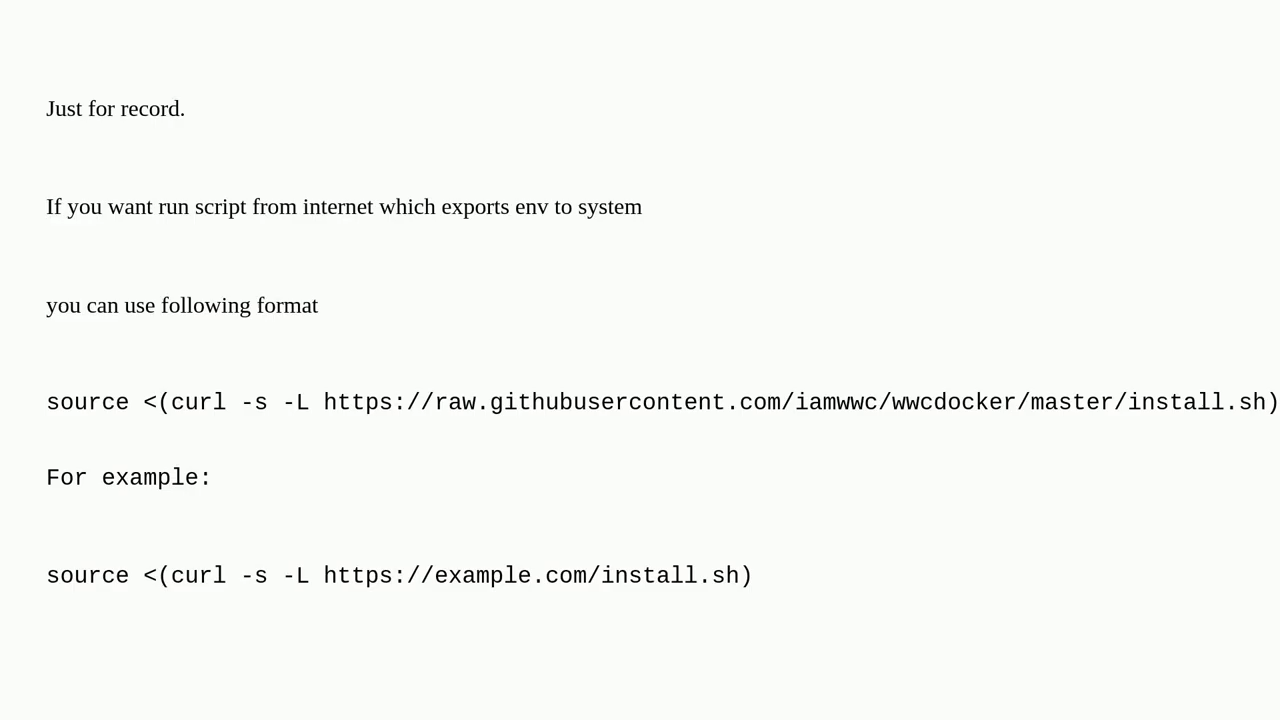 Just for record.
If you want run script from internet which exports env to system
you can use following format
source <(curl -s -L https://raw.githubusercontent.com/iamwwc/wwcdocker/master/install.sh)
For example:
source <(curl -s -L https://example.com/install.sh)